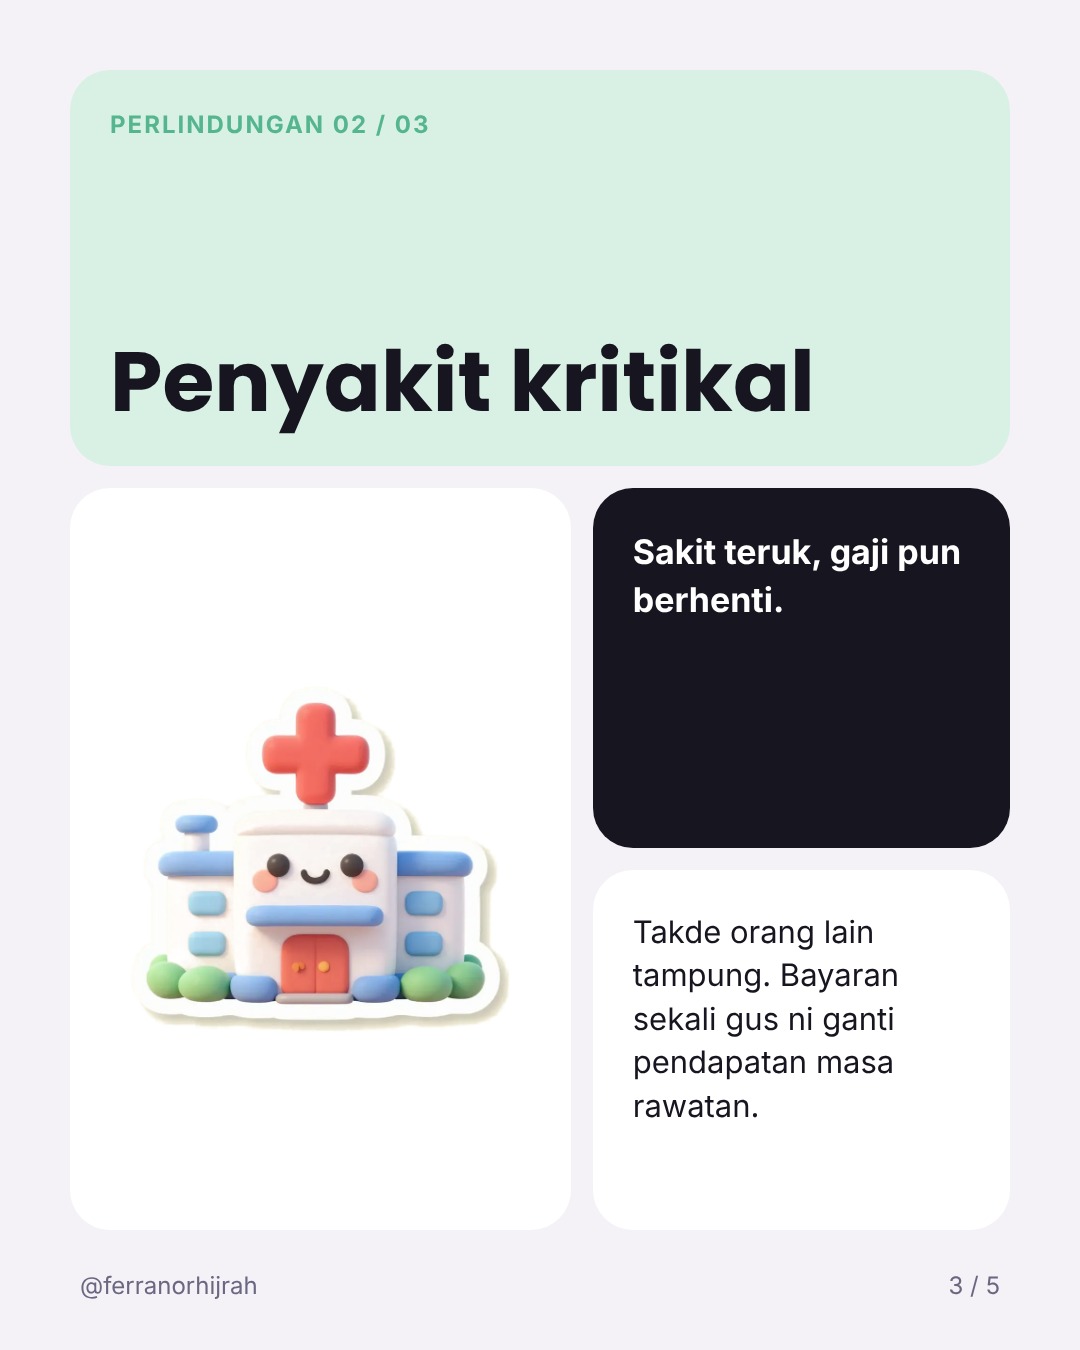 PERLINDUNGAN 02 / 03
Penyakit kritikal
Sakit teruk, gaji pun
berhenti.
Takde orang lain
tampung. Bayaran
sekali gus ni ganti
pendapatan masa
rawatan.
@ferranorhijrah
3 / 5